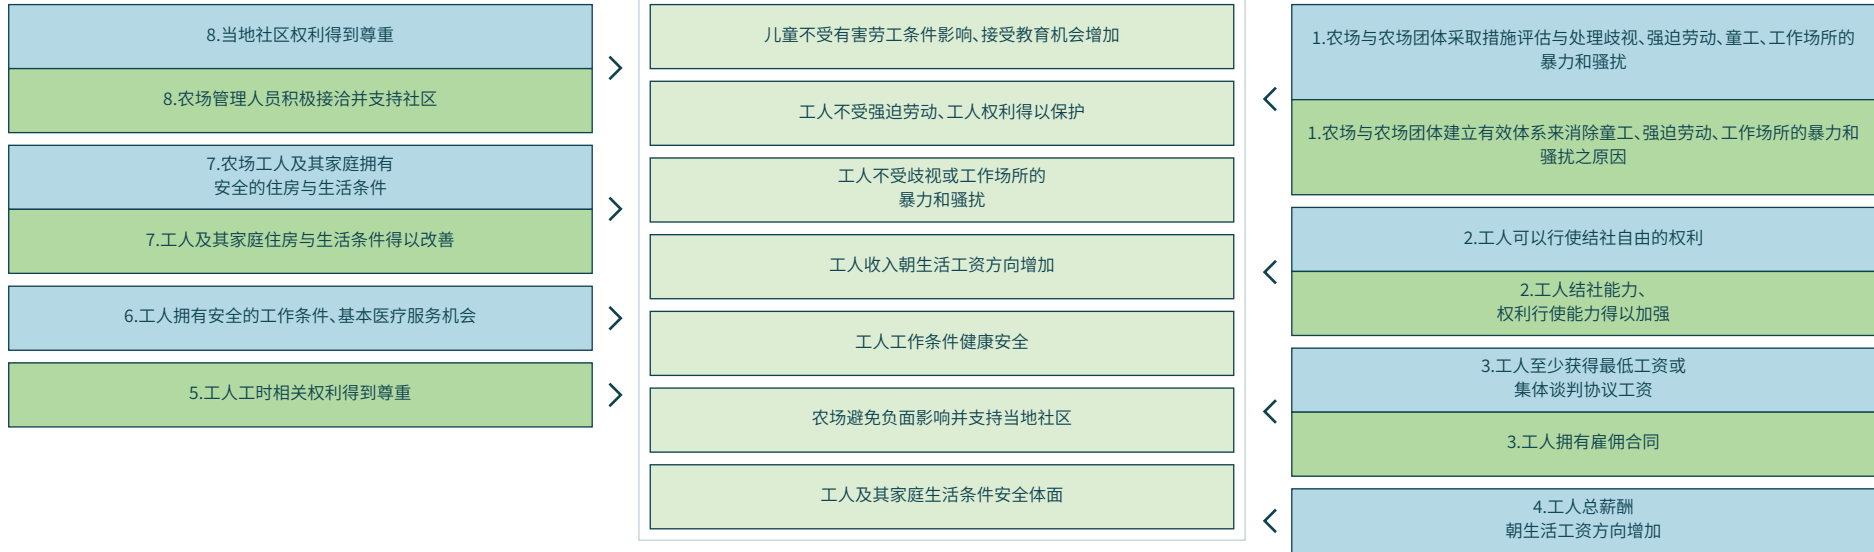 8.当地社区权利得到尊重
8.农场管理人员积极接洽并支持社区
7.农场工人及其家庭拥有
安全的住房与生活条件
7.工人及其家庭住房与生活条件得以改善
6.工人拥有安全的工作条件、基本医疗服务机会
5.工人工时相关权利得到尊重
儿童不受有害劳工条件影响、接受教育机会增加
工人不受强迫劳动、工人权利得以保护
工人不受歧视或工作场所的
暴力和骚扰
工人收入朝生活工资方向增加
工人工作条件健康安全
农场避免负面影响并支持当地社区
工人及其家庭生活条件安全体面
1.农场与农场团体采取措施评估与处理歧视、强迫劳动、童工、工作场所的
暴力和骚扰
1.农场与农场团体建立有效体系来消除童工、强迫劳动、工作场所的暴力和
骚扰之原因
2.工人可以行使结社自由的权利
2.工人结社能力、
权利行使能力得以加强
3.工人至少获得最低工资或
集体谈判协议工资
3.工人拥有雇佣合同
4.工人总薪酬
朝生活工资方向增加